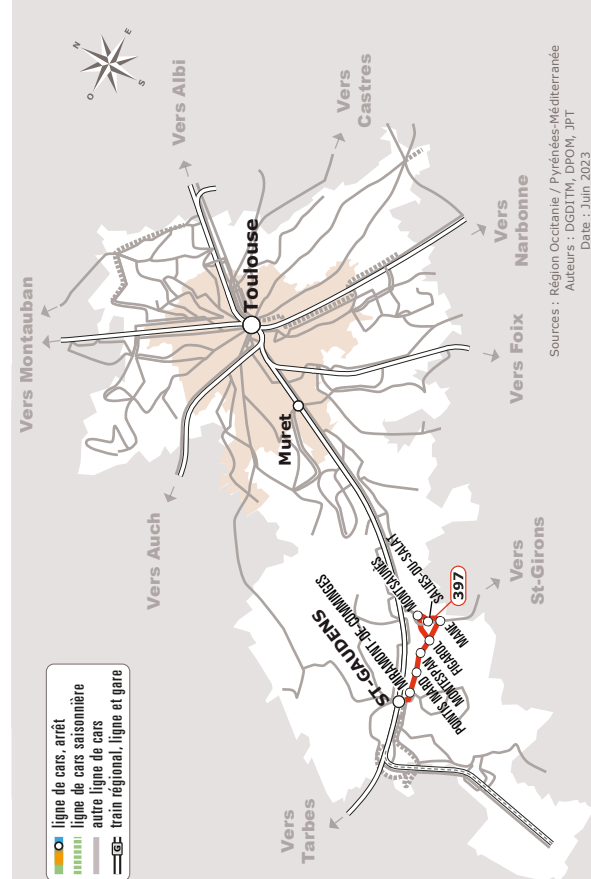 N
E
S
O
Vers Albi
Vers
Castres
Vers Montauban
Toulouse
Vers
Narbonne
Vers Foix
Muret
Vers Auch
Vers
St-Girons
ST-GAUDENS
MIRAMONT-DE-COMMINGES
MONTSAUNÈS
SALIES-DU-SALAT
397
MANE
FIGAROL
MONTESPAN
POINTIS INARD
Vers
Tarbes
ligne de cars, arrêt
ligne de cars saisonnière
autre ligne de cars
G
train régional, ligne et gare
Sources : Région Occitanie / Pyrénées-Méditerranée
Auteurs : DGDITM, DPOM, JPT
Date : Juin 2023